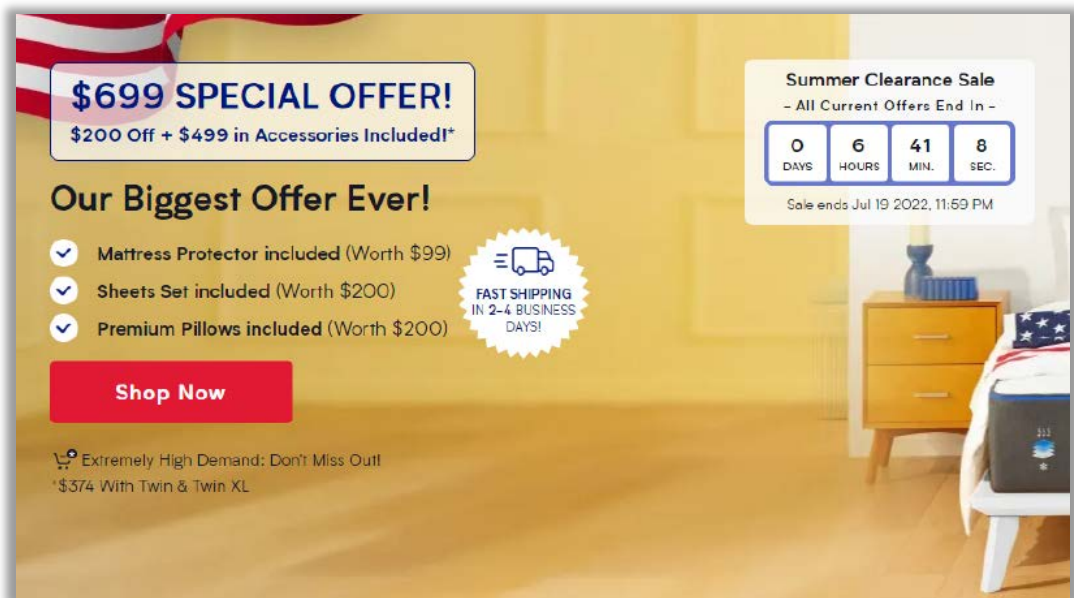 $699 SPECIAL OFFER!
$200 Off + $499 in Accessories Included!*
Our Biggest Offer Ever!
Mattress Protector included (Worth $99)
Sheets Set included (Worth $200)
Premium Pillows included (Worth $200)
FAST SHIPPING
IN 2-4 BUSINESS
DAYS!
Shop Now
Extremely High Demand: Don't Miss Out!
*$374 With Twin & Twin XL
Summer Clearance Sale
- All Current Offers End In -
0 6 41 8
DAYS HOURS MIN. SEC.
Sale ends Jul 19 2022, 11:59 PM